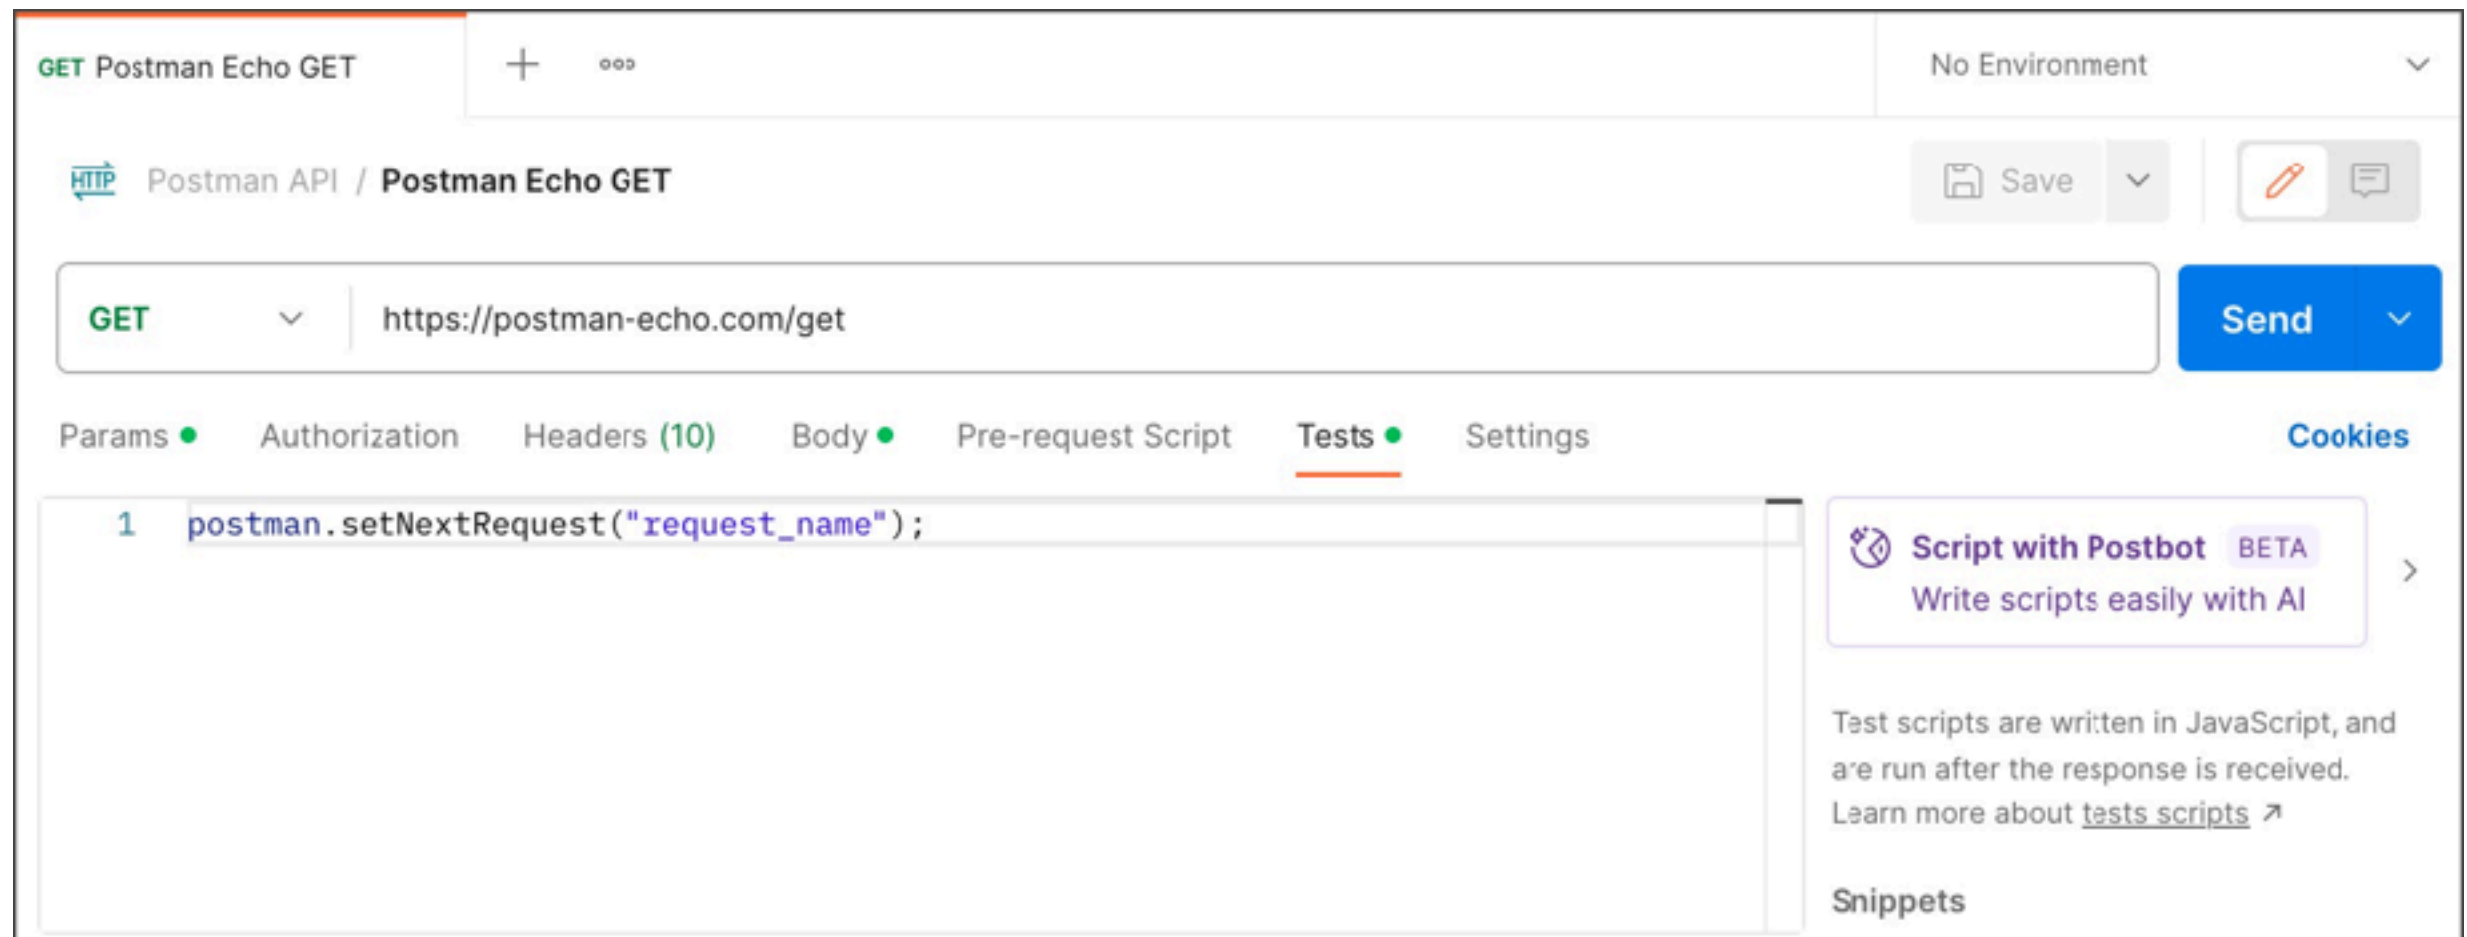 GET Postman Echo GET
No Environment
HTTP Postman API / Postman Echo GET
Save
GET https://postman-echo.com/get
Send
Params Authorization Headers (10) Body Pre-request Script Tests Settings Cookies
1 postman.setNextRequest("request_name");
Script with Postbot BETA
Write scripts easily with AI
Test scripts are written in JavaScript, and
are run after the response is received.
Learn more about tests scripts
Snippets